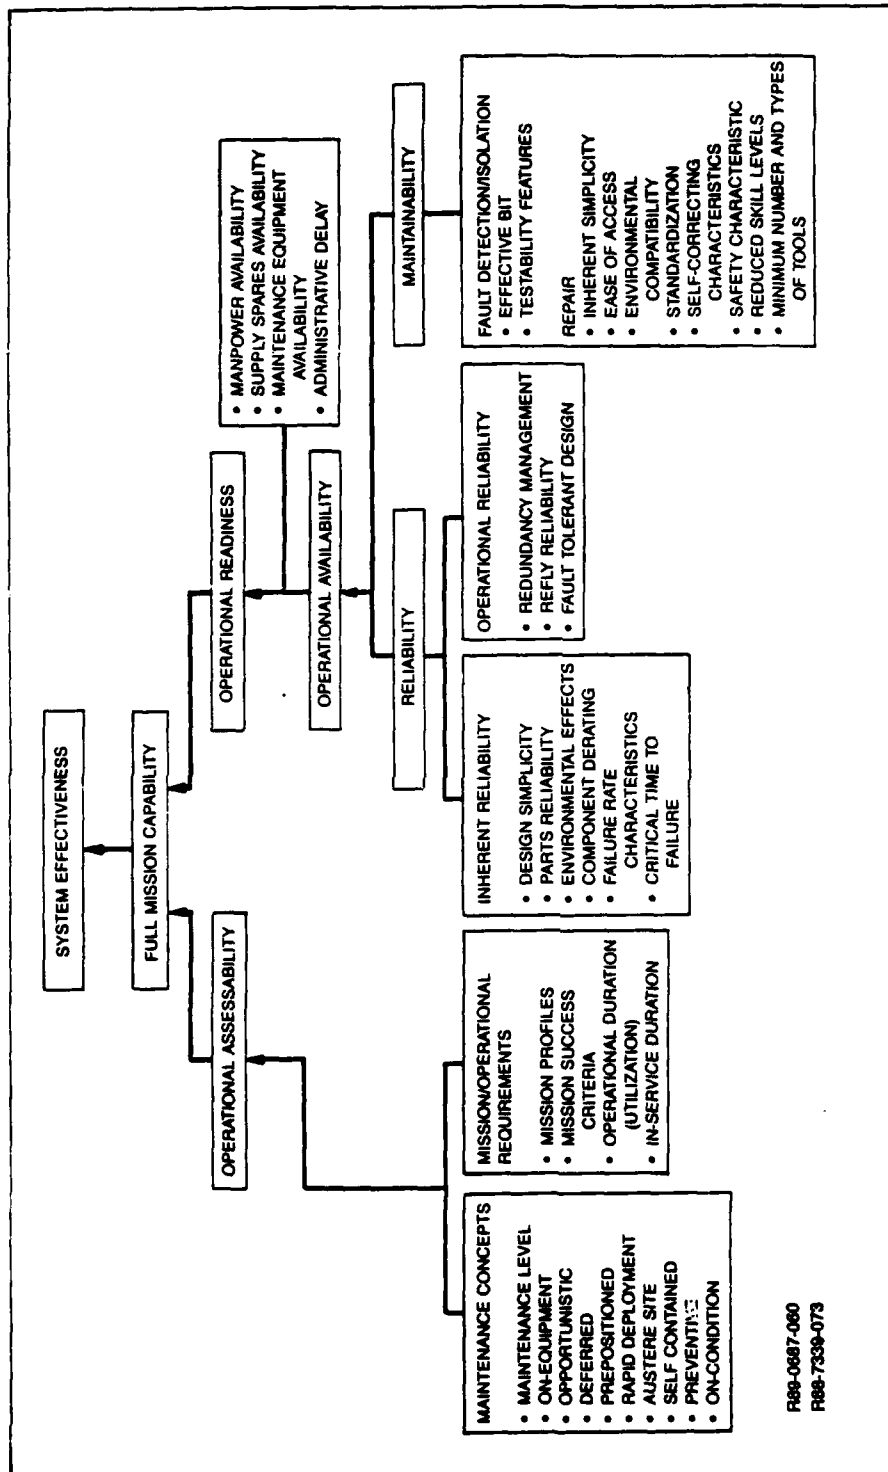 SYSTEM EFFECTIVENESS
FULL MISSION CAPABILITY
OPERATIONAL ASSESSABILITY
OPERATIONAL READINESS
• MANPOWER AVAILABILITY
• SUPPLY SPARES AVAILABILITY
• MAINTENANCE EQUIPMENT
AVAILABILITY
• ADMINISTRATIVE DELAY
OPERATIONAL AVAILABILITY
RELIABILITY
MAINTAINABILITY
MAINTENANCE CONCEPTS
• MAINTENANCE LEVEL
• ON-EQUIPMENT
• OPPORTUNISTIC
• DEFERRED
• PREPOSITIONED
• RAPID DEPLOYMENT
• AUSTERE SITE
• SELF CONTAINED
• PREVENTIVE
• ON-CONDITION
MISSION/OPERATIONAL
REQUIREMENTS
• MISSION PROFILES
• MISSION SUCCESS
CRITERIA
• OPERATIONAL DURATION
(UTILIZATION)
• IN-SERVICE DURATION
INHERENT RELIABILITY
• DESIGN SIMPLICITY
• PARTS RELIABILITY
• ENVIRONMENTAL EFFECTS
• COMPONENT DERATING
• FAILURE RATE
CHARACTERISTICS
• CRITICAL TIME TO
FAILURE
OPERATIONAL RELIABILITY
• REDUNDANCY MANAGEMENT
• REFLY RELIABILITY
• FAULT TOLERANT DESIGN
FAULT DETECTION/ISOLATION
• EFFECTIVE BIT
• TESTABILITY FEATURES
REPAIR
• INHERENT SIMPLICITY
• EASE OF ACCESS
• ENVIRONMENTAL
COMPATIBILITY
• STANDARDIZATION
• SELF-CORRECTING
CHARACTERISTICS
• SAFETY CHARACTERISTIC
• REDUCED SKILL LEVELS
• MINIMUM NUMBER AND TYPES
OF TOOLS
R89-0687-060
R88-7339-073